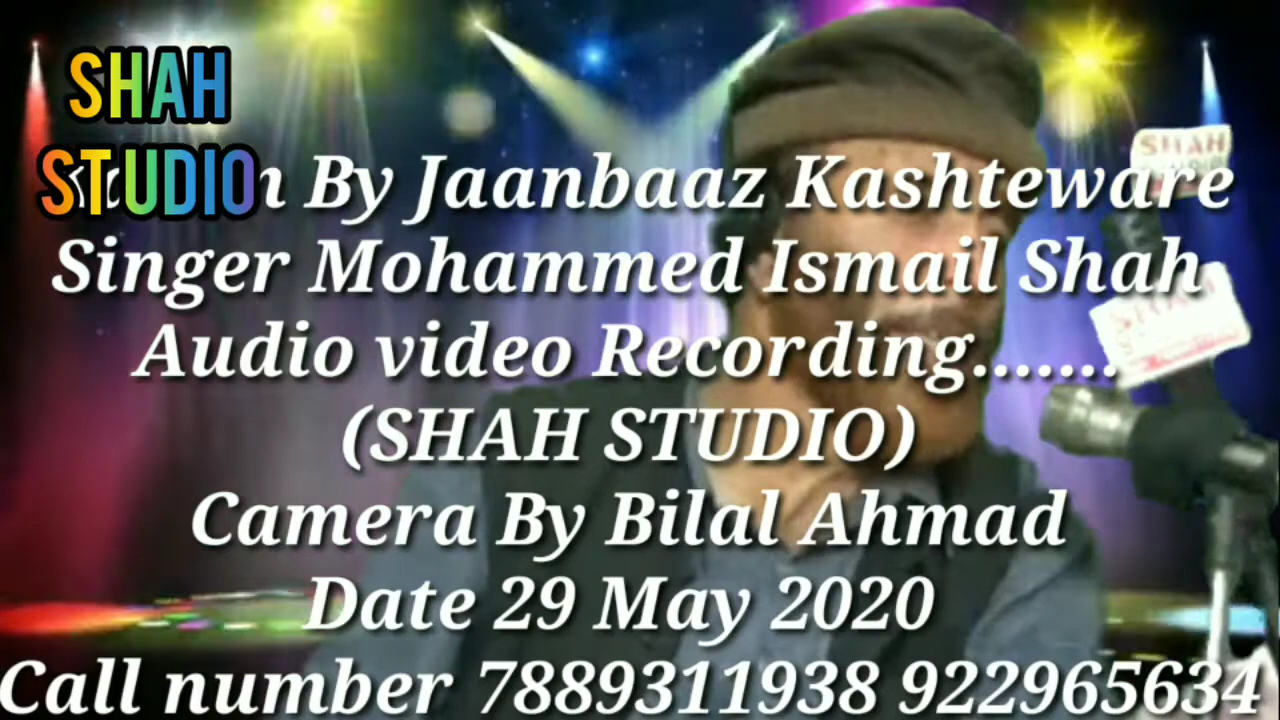 SHAH
STUDIO
By Jaanbaaz Kashteware
Singer Mohammed Ismail Shah
Audio video Recording.......
(SHAH STUDIO)
Camera By Bilal Ahmad
Date 29 May 2020
Call number 7889311938 922965634
SHAH